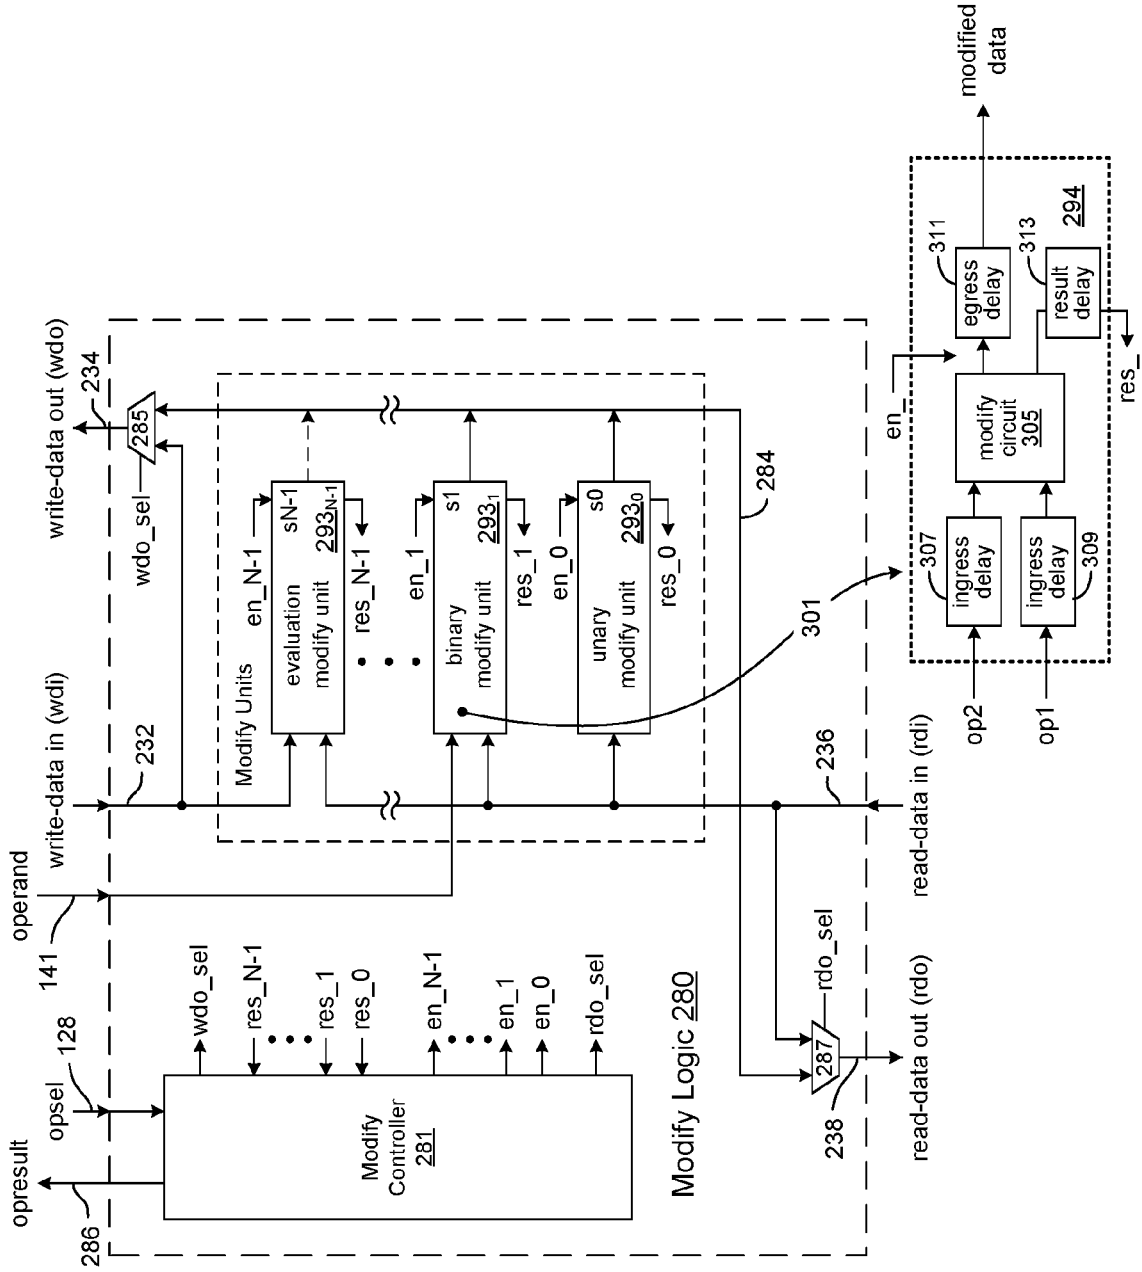 opresult
286
opsel
128
operand
141
write-data in (wdi)
232
write-data out (wdo)
234
wdo_sel
285
Modify
Controller
281
wdo_sel
res_N-1
res_1
res_0
en_N-1
en_1
en_0
rdo_sel
Modify Units
evaluation
modify unit
sN-1
293N-1
en_N-1
res_N-1
binary
modify unit
s1
2931
en_1
res_1
unary
modify unit
s0
2930
en_0
res_0
284
301
Modify Logic 280
287
rdo_sel
238
read-data out (rdo)
236
read-data in (rdi)
op2
op1
ingress
delay
307
ingress
delay
309
modify
circuit
305
en_
egress
delay
311
result
delay
313
294
res_
modified
data